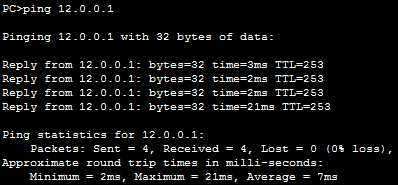 PC>ping 12.0.0.1
Pinging 12.0.0.1 with 32 bytes of data:
Reply from 12.0.0.1: bytes=32 time=3ms TTL=253
Reply from 12.0.0.1: bytes=32 time=2ms TTL=253
Reply from 12.0.0.1: bytes=32 time=2ms TTL=253
Reply from 12.0.0.1: bytes=32 time=21ms TTL=253
Ping statistics for 12.0.0.1:
    Packets: Sent = 4, Received = 4, Lost = 0 (0% loss),
Approximate round trip times in milli-seconds:
    Minimum = 2ms, Maximum = 21ms, Average = 7ms